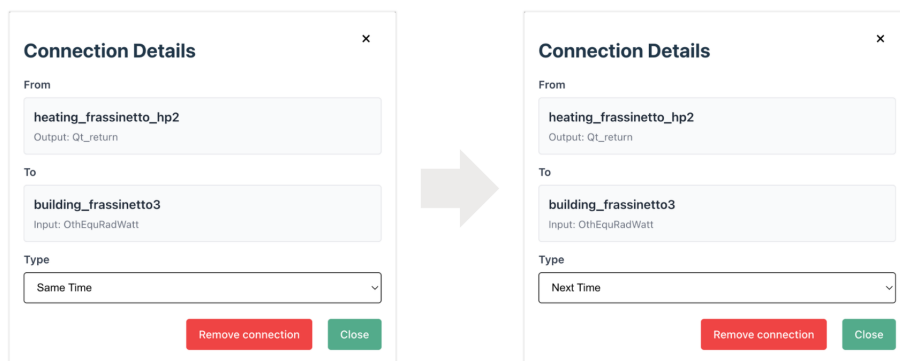 Connection Details
×
From
heating_frassinetto_hp2
Output: Qt_return
To
building_frassinetto3
Input: OthEquRadWatt
Type
Same Time
Remove connection
Close
Connection Details
×
From
heating_frassinetto_hp2
Output: Qt_return
To
building_frassinetto3
Input: OthEquRadWatt
Type
Next Time
Remove connection
Close